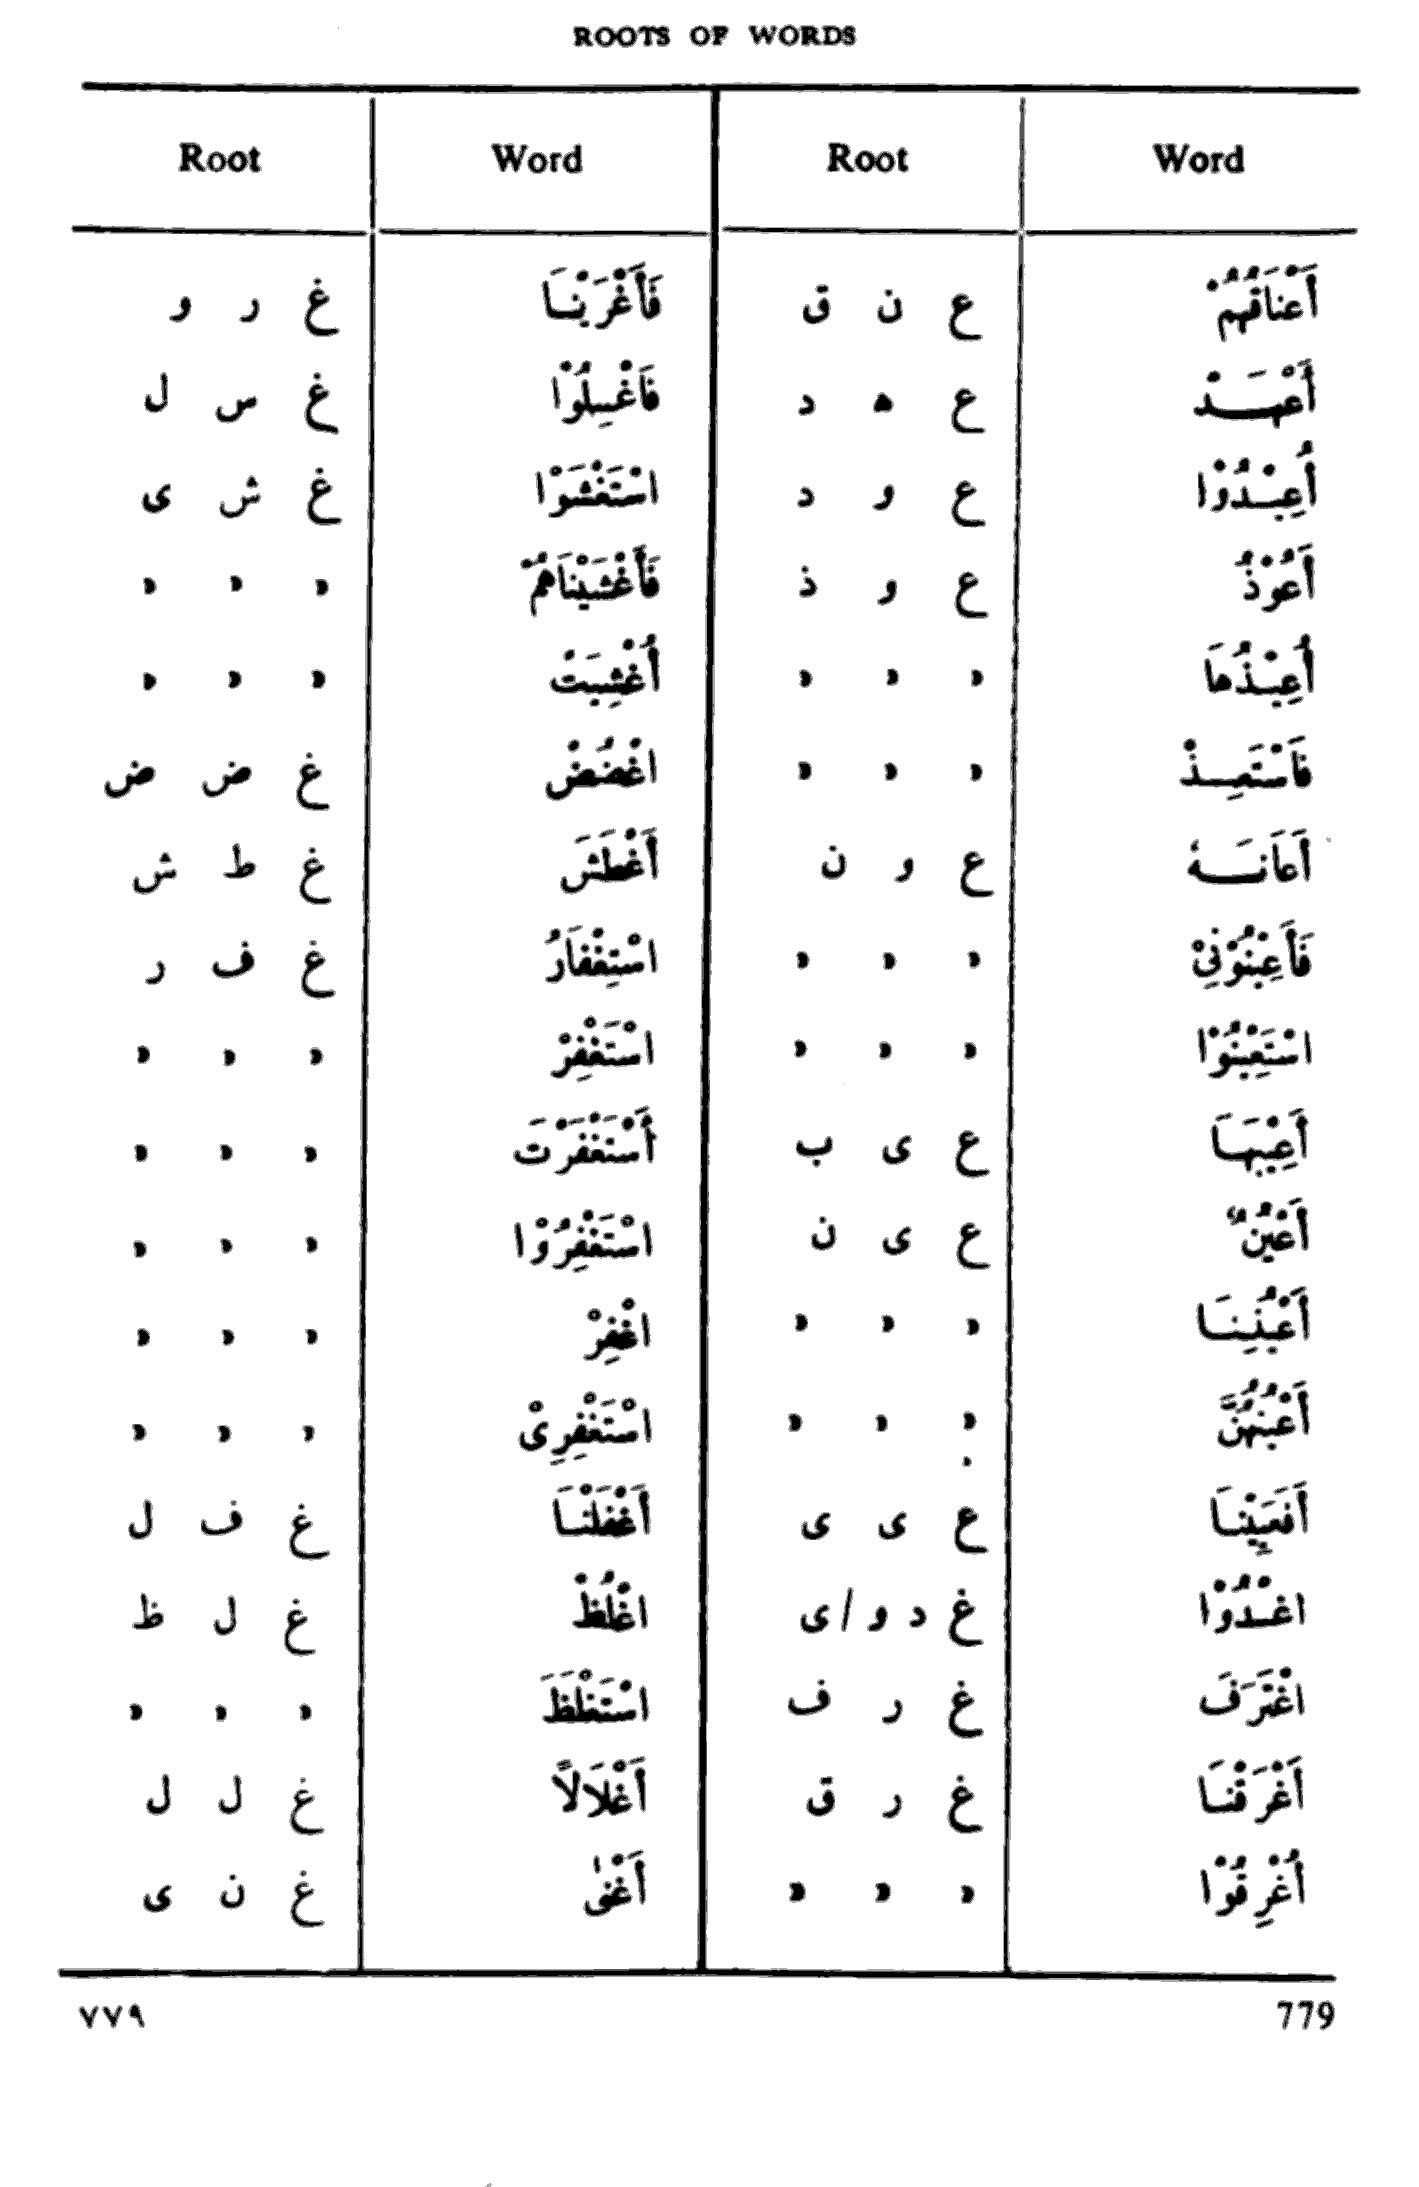 ROOTS OF WORDS
Root Word Root Word
أَعْنَاقُهُمْ ع ن ق فَأَغْرَيْنَا غ ر و
أَعْهَدْ ع ه د فَاغْسِلُوْا غ س ل
أُعِيْدُوْا ع و د اسْتَغْشَوْا غ ش ى
أَعُوْذُ ع و ذ فَأَغْشَيْنَاهُمْ " " "
أُعِيْذُهَا " " " أُغْشِيَتْ " " "
فَاسْتَعِذْ " " " اغْضُضْ غ ض ض
أَعَانَهُ ع و ن أَغْطَشَ غ ط ش
فَأَعِيْنُوْنِيْ " " " اسْتِغْفَارُ غ ف ر
اسْتَعِيْنُوْا " " " اسْتَغْفِرْ " " "
أَعِيْبَهَا ع ى ب أَسْتَغْفَرْتَ " " "
أَعْيُنٌ ع ى ن اسْتَغْفِرُوْا " " "
أَعْيُنِنَا " " " اغْفِرْ " " "
أَعْيُنُهُنَّ " " " اسْتَغْفِرِىْ " " "
أَفَعَيِيْنَا ع ى ى أَغْفَلْنَا غ ف ل
اغْدُوْا غ د و/ى اغْلُظْ غ ل ظ
اغْتَرَفَ غ ر ف اسْتَغْلَظَ " " "
أَغْرَقْنَا غ ر ق أَغْلَالاً غ ل ل
أُغْرِقُوْا " " " أَغْنٰى غ ن ى
٧٧٩ 779